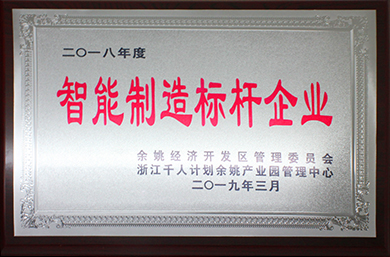 二〇一八年度
智能制造标杆企业
余姚经济开发区管理委员会
浙江千人计划余姚产业园管理中心
二〇一九年三月